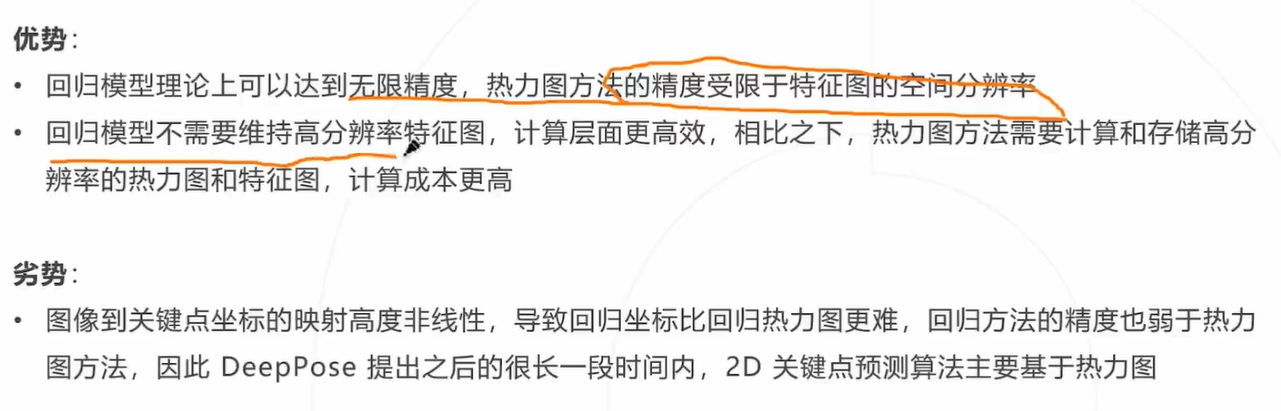 优势：
• 回归模型理论上可以达到无限精度，热力图方法的精度受限于特征图的空间分辨率
• 回归模型不需要维持高分辨率特征图，计算层面更高效，相比之下，热力图方法需要计算和存储高分
辨率的热力图和特征图，计算成本更高
劣势：
• 图像到关键点坐标的映射高度非线性，导致回归坐标比回归热力图更难，回归方法的精度也弱于热力
图方法，因此 DeepPose 提出之后的很长一段时间内，2D 关键点预测算法主要基于热力图